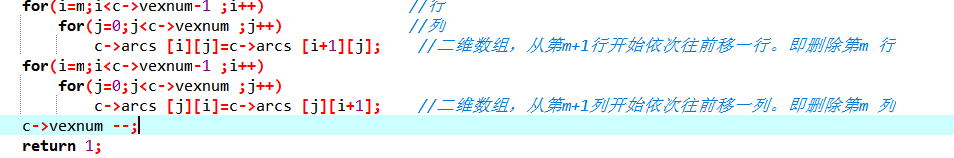 for(i=m;i<c->vexnum-1 ;i++) //行
for(j=0;j<c->vexnum ;j++) //列
c->arcs [i][j]=c->arcs [i+1][j]; //二维数组，从第m+1行开始依次往前移一行。即删除第m 行
for(i=m;i<c->vexnum-1 ;i++)
for(j=0;j<c->vexnum ;j++)
c->arcs [j][i]=c->arcs [j][i+1]; //二维数组，从第m+1列开始依次往前移一列。即删除第m 列
c->vexnum --;
return 1;